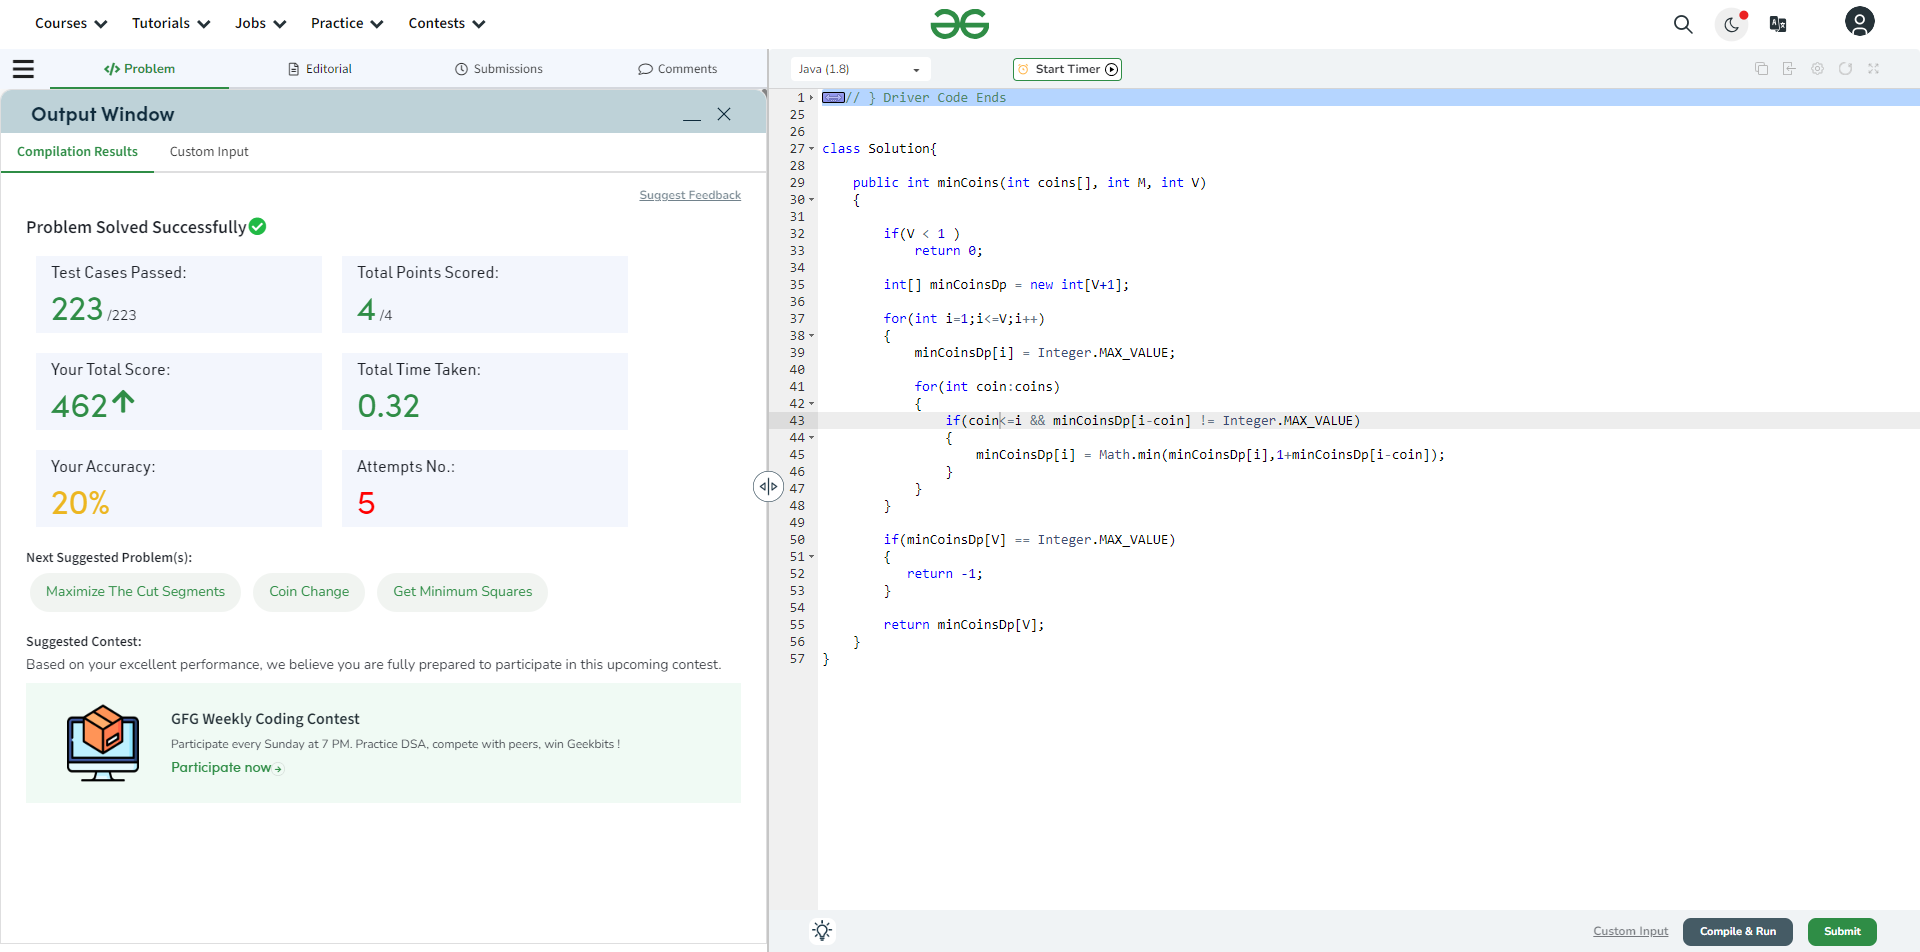 Courses Tutorials Jobs Practice Contests
</> Problem Editorial Submissions Comments
Output Window
Compilation Results Custom Input
Suggest Feedback
Problem Solved Successfully
Test Cases Passed:
223 /223
Total Points Scored:
4 /4
Your Total Score:
462
Total Time Taken:
0.32
Your Accuracy:
20%
Attempts No.:
5
Next Suggested Problem(s):
Maximize The Cut Segments Coin Change Get Minimum Squares
Suggested Contest:
Based on your excellent performance, we believe you are fully prepared to participate in this upcoming contest.
GFG Weekly Coding Contest
Participate every Sunday at 7 PM. Practice DSA, compete with peers, win Geekbits !
Participate now
Java (1.8) Start Timer
1 // } Driver Code Ends
25
26
27 class Solution{
28
29 public int minCoins(int coins[], int M, int V)
30 {
31
32 if(V < 1 )
33 return 0;
34
35 int[] minCoinsDp = new int[V+1];
36
37 for(int i=1;i<=V;i++)
38 {
39 minCoinsDp[i] = Integer.MAX_VALUE;
40
41 for(int coin:coins)
42 {
43 if(coin<=i && minCoinsDp[i-coin] != Integer.MAX_VALUE)
44 {
45 minCoinsDp[i] = Math.min(minCoinsDp[i],1+minCoinsDp[i-coin]);
46 }
47 }
48 }
49
50 if(minCoinsDp[V] == Integer.MAX_VALUE)
51 {
52 return -1;
53 }
54
55 return minCoinsDp[V];
56 }
57 }
Custom Input Compile & Run Submit